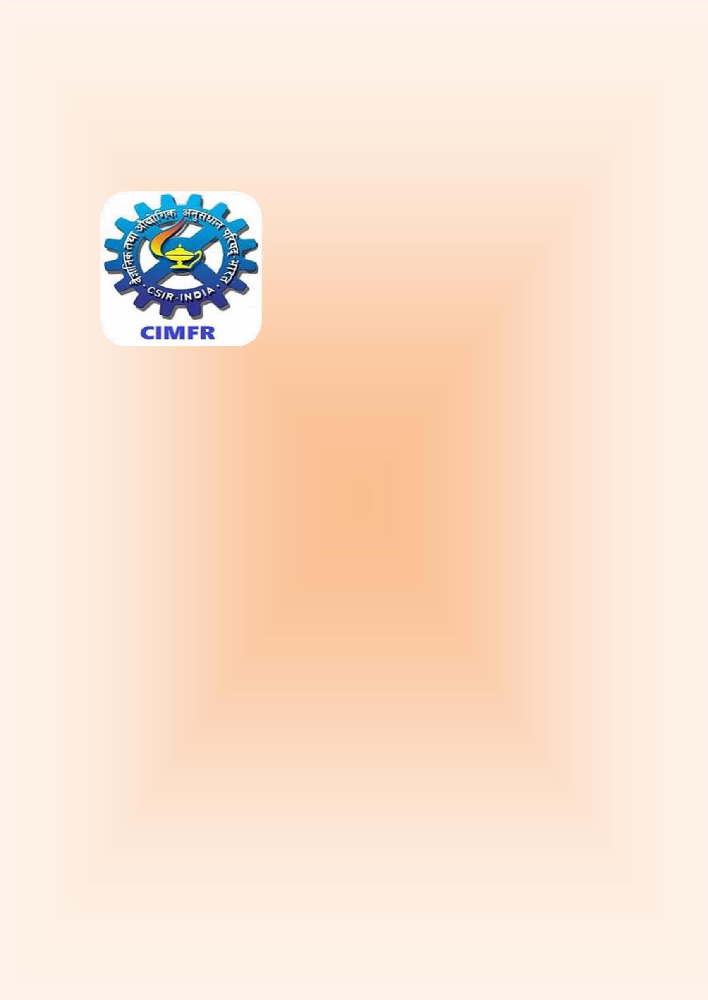 वैज्ञानिक तथा औद्योगिक अनुसंधान परिषद् - भारत
• CSIR-INDIA •
CIMFR